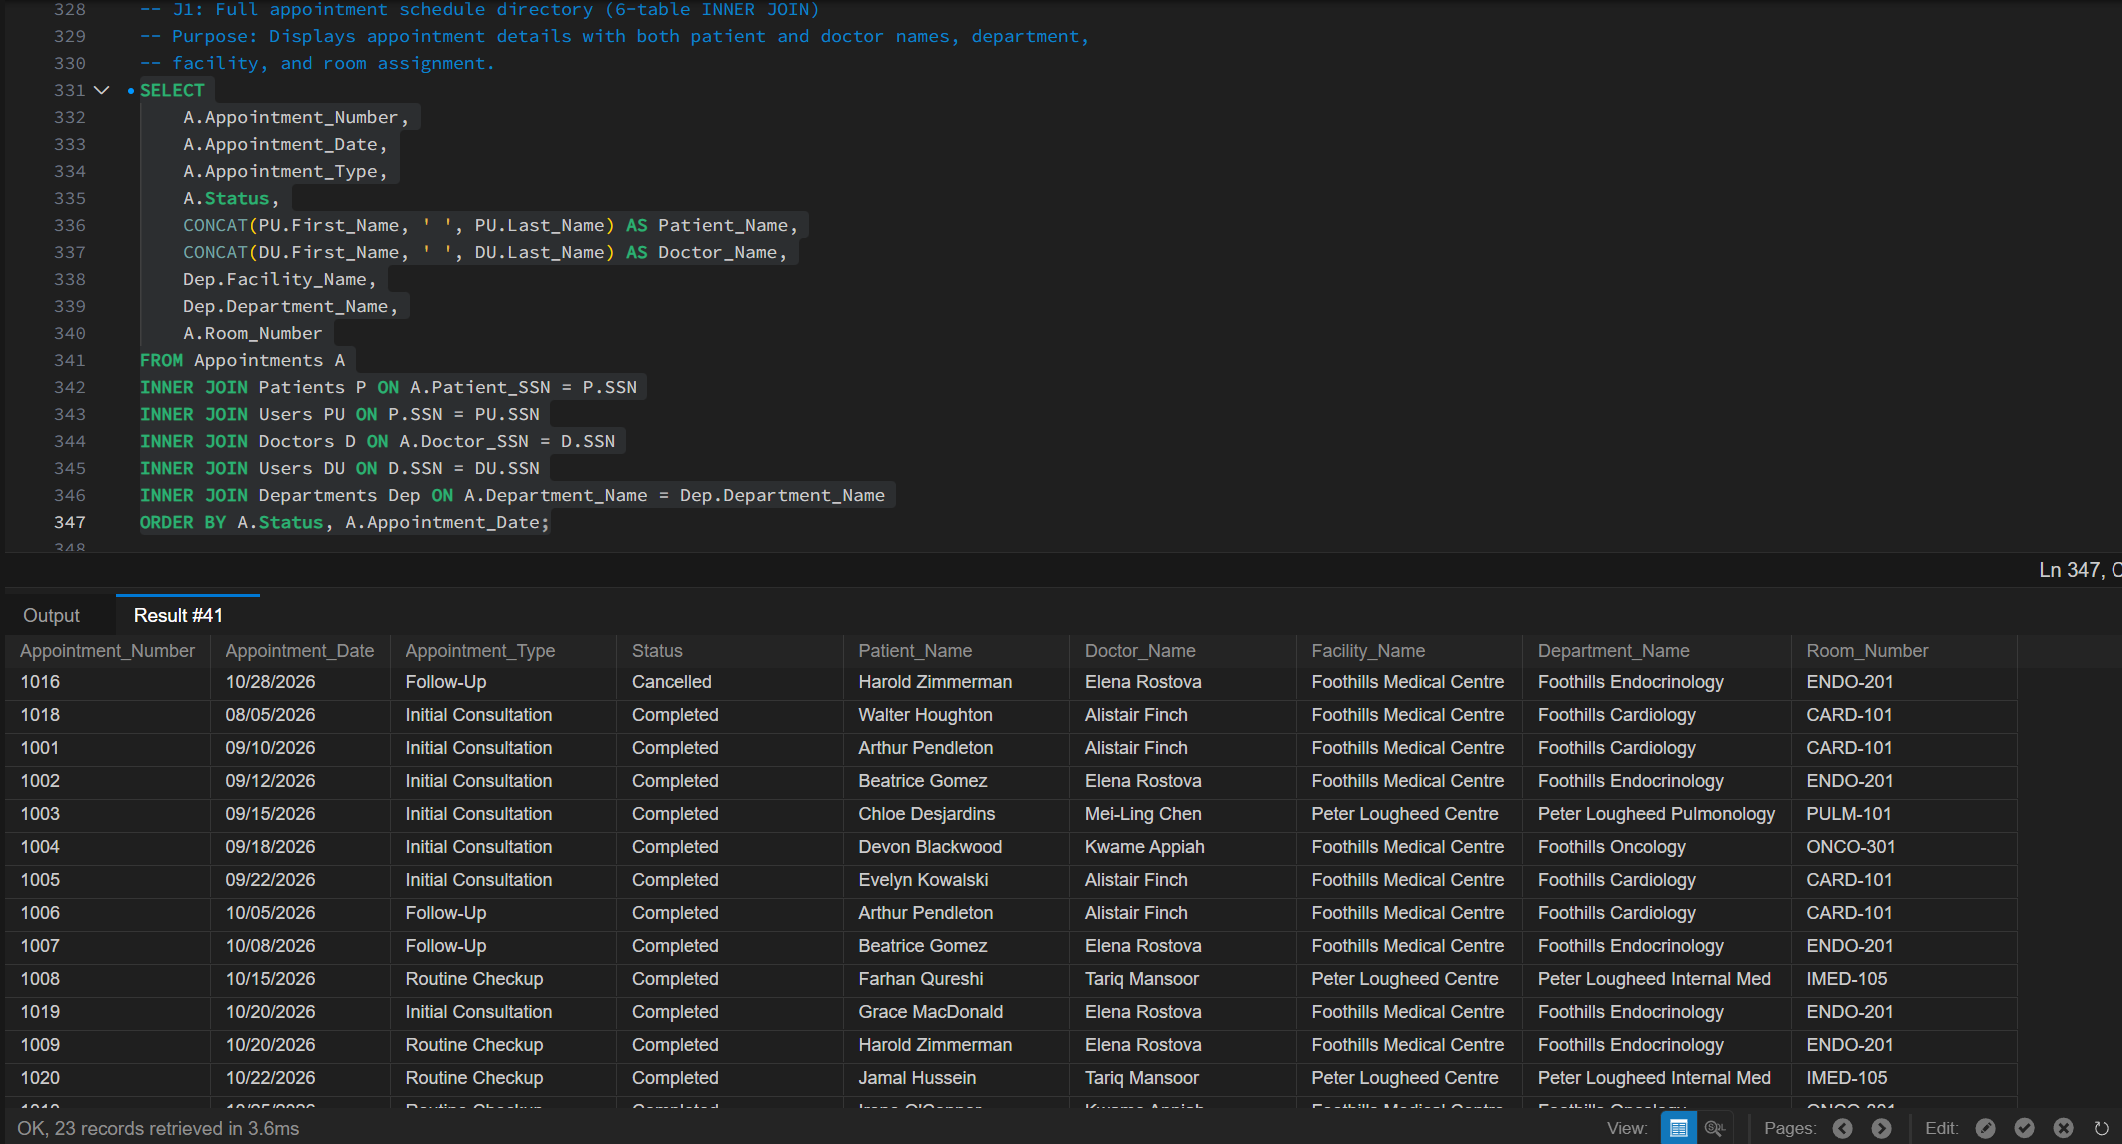 328 -- J1: Full appointment schedule directory (6-table INNER JOIN)
329 -- Purpose: Displays appointment details with both patient and doctor names, department,
330 -- facility, and room assignment.
331 SELECT
332 A.Appointment_Number,
333 A.Appointment_Date,
334 A.Appointment_Type,
335 A.Status,
336 CONCAT(PU.First_Name, ' ', PU.Last_Name) AS Patient_Name,
337 CONCAT(DU.First_Name, ' ', DU.Last_Name) AS Doctor_Name,
338 Dep.Facility_Name,
339 Dep.Department_Name,
340 A.Room_Number
341 FROM Appointments A
342 INNER JOIN Patients P ON A.Patient_SSN = P.SSN
343 INNER JOIN Users PU ON P.SSN = PU.SSN
344 INNER JOIN Doctors D ON A.Doctor_SSN = D.SSN
345 INNER JOIN Users DU ON D.SSN = DU.SSN
346 INNER JOIN Departments Dep ON A.Department_Name = Dep.Department_Name
347 ORDER BY A.Status, A.Appointment_Date;
348
Ln 347,
Output Result #41
Appointment_Number Appointment_Date Appointment_Type Status Patient_Name Doctor_Name Facility_Name Department_Name Room_Number
1016 10/28/2026 Follow-Up Cancelled Harold Zimmerman Elena Rostova Foothills Medical Centre Foothills Endocrinology ENDO-201
1018 08/05/2026 Initial Consultation Completed Walter Houghton Alistair Finch Foothills Medical Centre Foothills Cardiology CARD-101
1001 09/10/2026 Initial Consultation Completed Arthur Pendleton Alistair Finch Foothills Medical Centre Foothills Cardiology CARD-101
1002 09/12/2026 Initial Consultation Completed Beatrice Gomez Elena Rostova Foothills Medical Centre Foothills Endocrinology ENDO-201
1003 09/15/2026 Initial Consultation Completed Chloe Desjardins Mei-Ling Chen Peter Lougheed Centre Peter Lougheed Pulmonology PULM-101
1004 09/18/2026 Initial Consultation Completed Devon Blackwood Kwame Appiah Foothills Medical Centre Foothills Oncology ONCO-301
1005 09/22/2026 Initial Consultation Completed Evelyn Kowalski Alistair Finch Foothills Medical Centre Foothills Cardiology CARD-101
1006 10/05/2026 Follow-Up Completed Arthur Pendleton Alistair Finch Foothills Medical Centre Foothills Cardiology CARD-101
1007 10/08/2026 Follow-Up Completed Beatrice Gomez Elena Rostova Foothills Medical Centre Foothills Endocrinology ENDO-201
1008 10/15/2026 Routine Checkup Completed Farhan Qureshi Tariq Mansoor Peter Lougheed Centre Peter Lougheed Internal Med IMED-105
1019 10/20/2026 Initial Consultation Completed Grace MacDonald Elena Rostova Foothills Medical Centre Foothills Endocrinology ENDO-201
1009 10/20/2026 Routine Checkup Completed Harold Zimmerman Elena Rostova Foothills Medical Centre Foothills Endocrinology ENDO-201
1020 10/22/2026 Routine Checkup Completed Jamal Hussein Tariq Mansoor Peter Lougheed Centre Peter Lougheed Internal Med IMED-105
OK, 23 records retrieved in 3.6ms View: Pages: Edit: